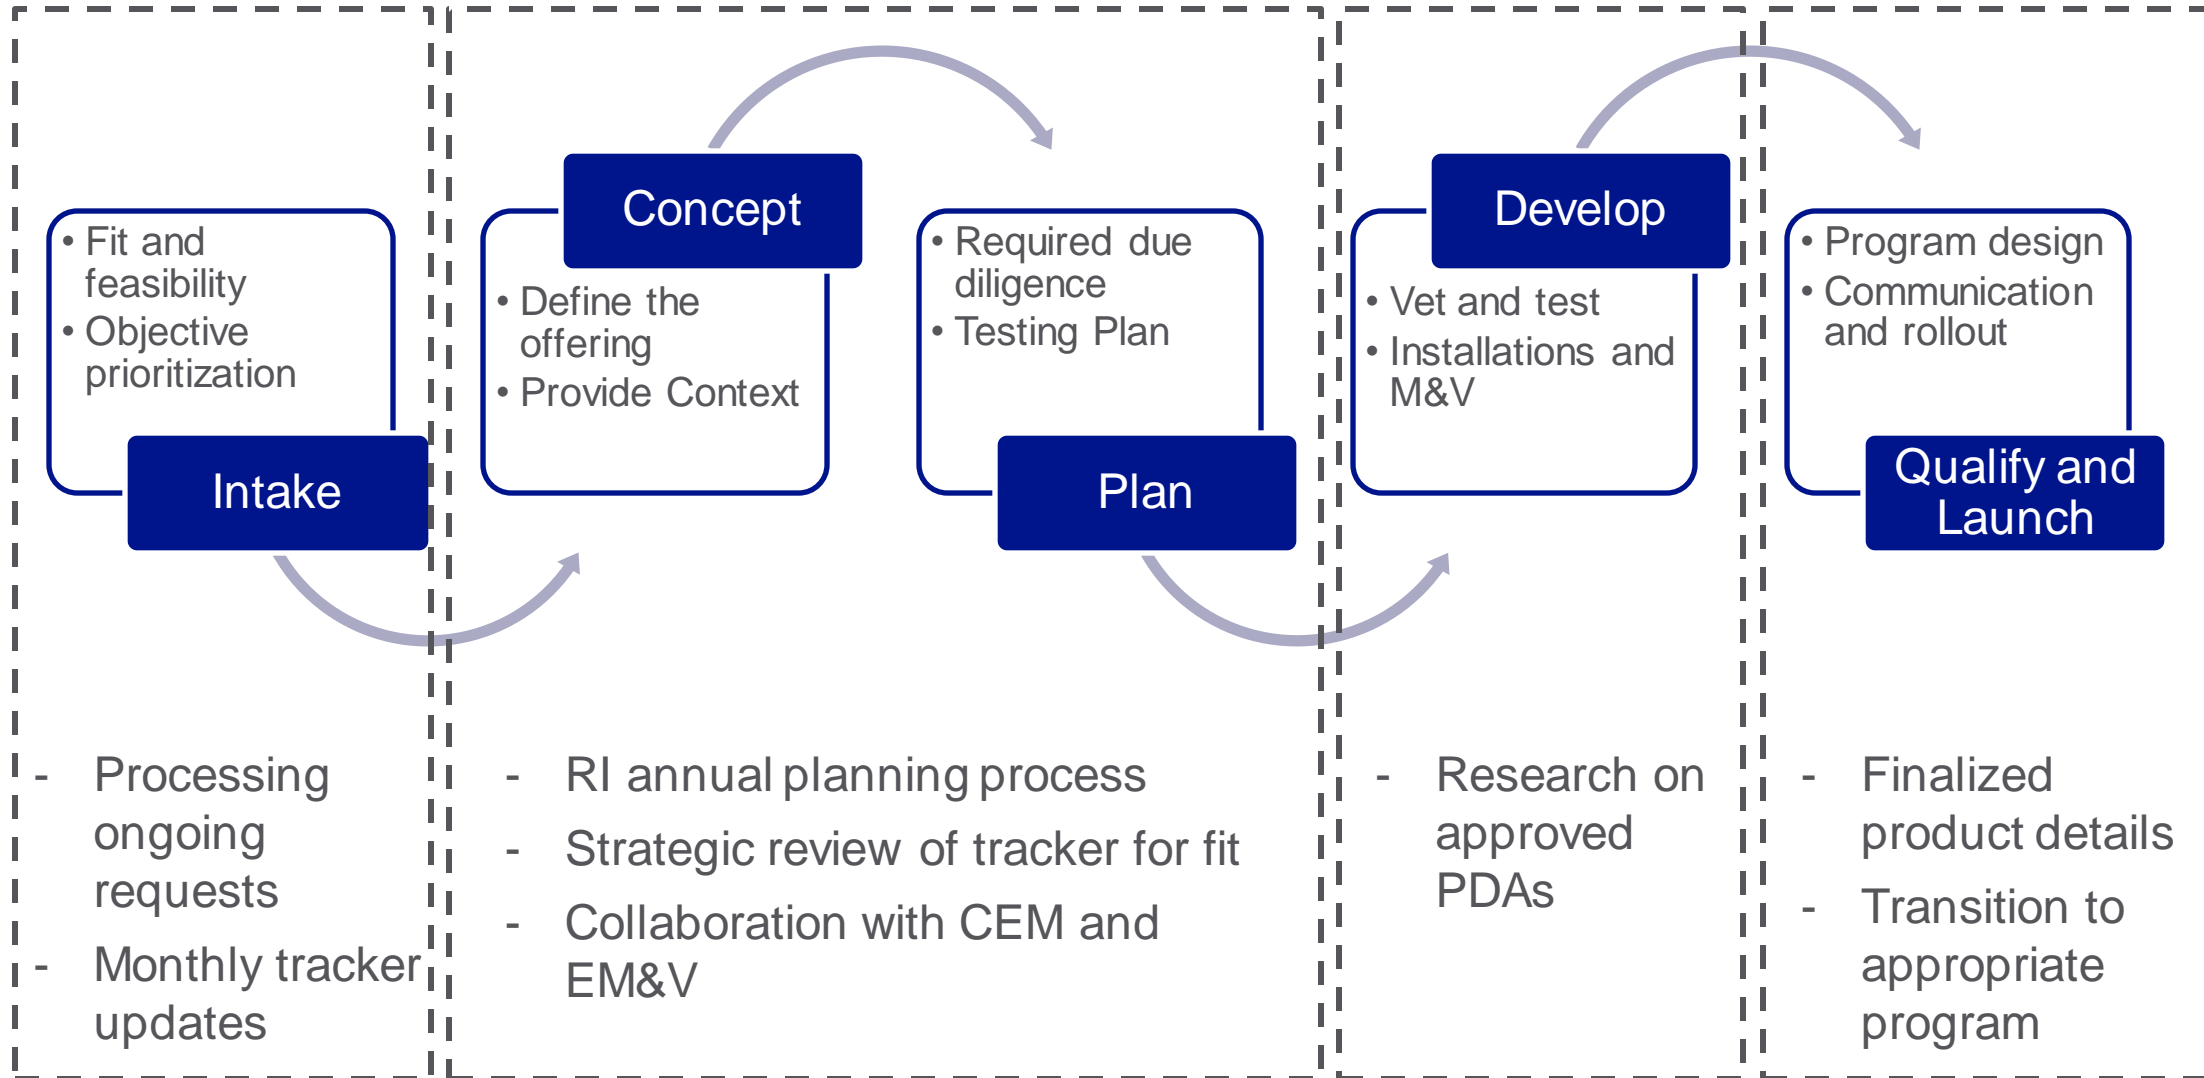 • Fit and
feasibility
• Objective
prioritization
Intake
Concept
• Define the
offering
• Provide Context
• Required due
diligence
• Testing Plan
Plan
Develop
• Vet and test
• Installations and
M&V
• Program design
• Communication
and rollout
Qualify and
Launch
- Processing
ongoing
requests
- Monthly tracker
updates
- RI annual planning process
- Strategic review of tracker for fit
- Collaboration with CEM and
EM&V
- Research on
approved
PDAs
- Finalized
product details
- Transition to
appropriate
program